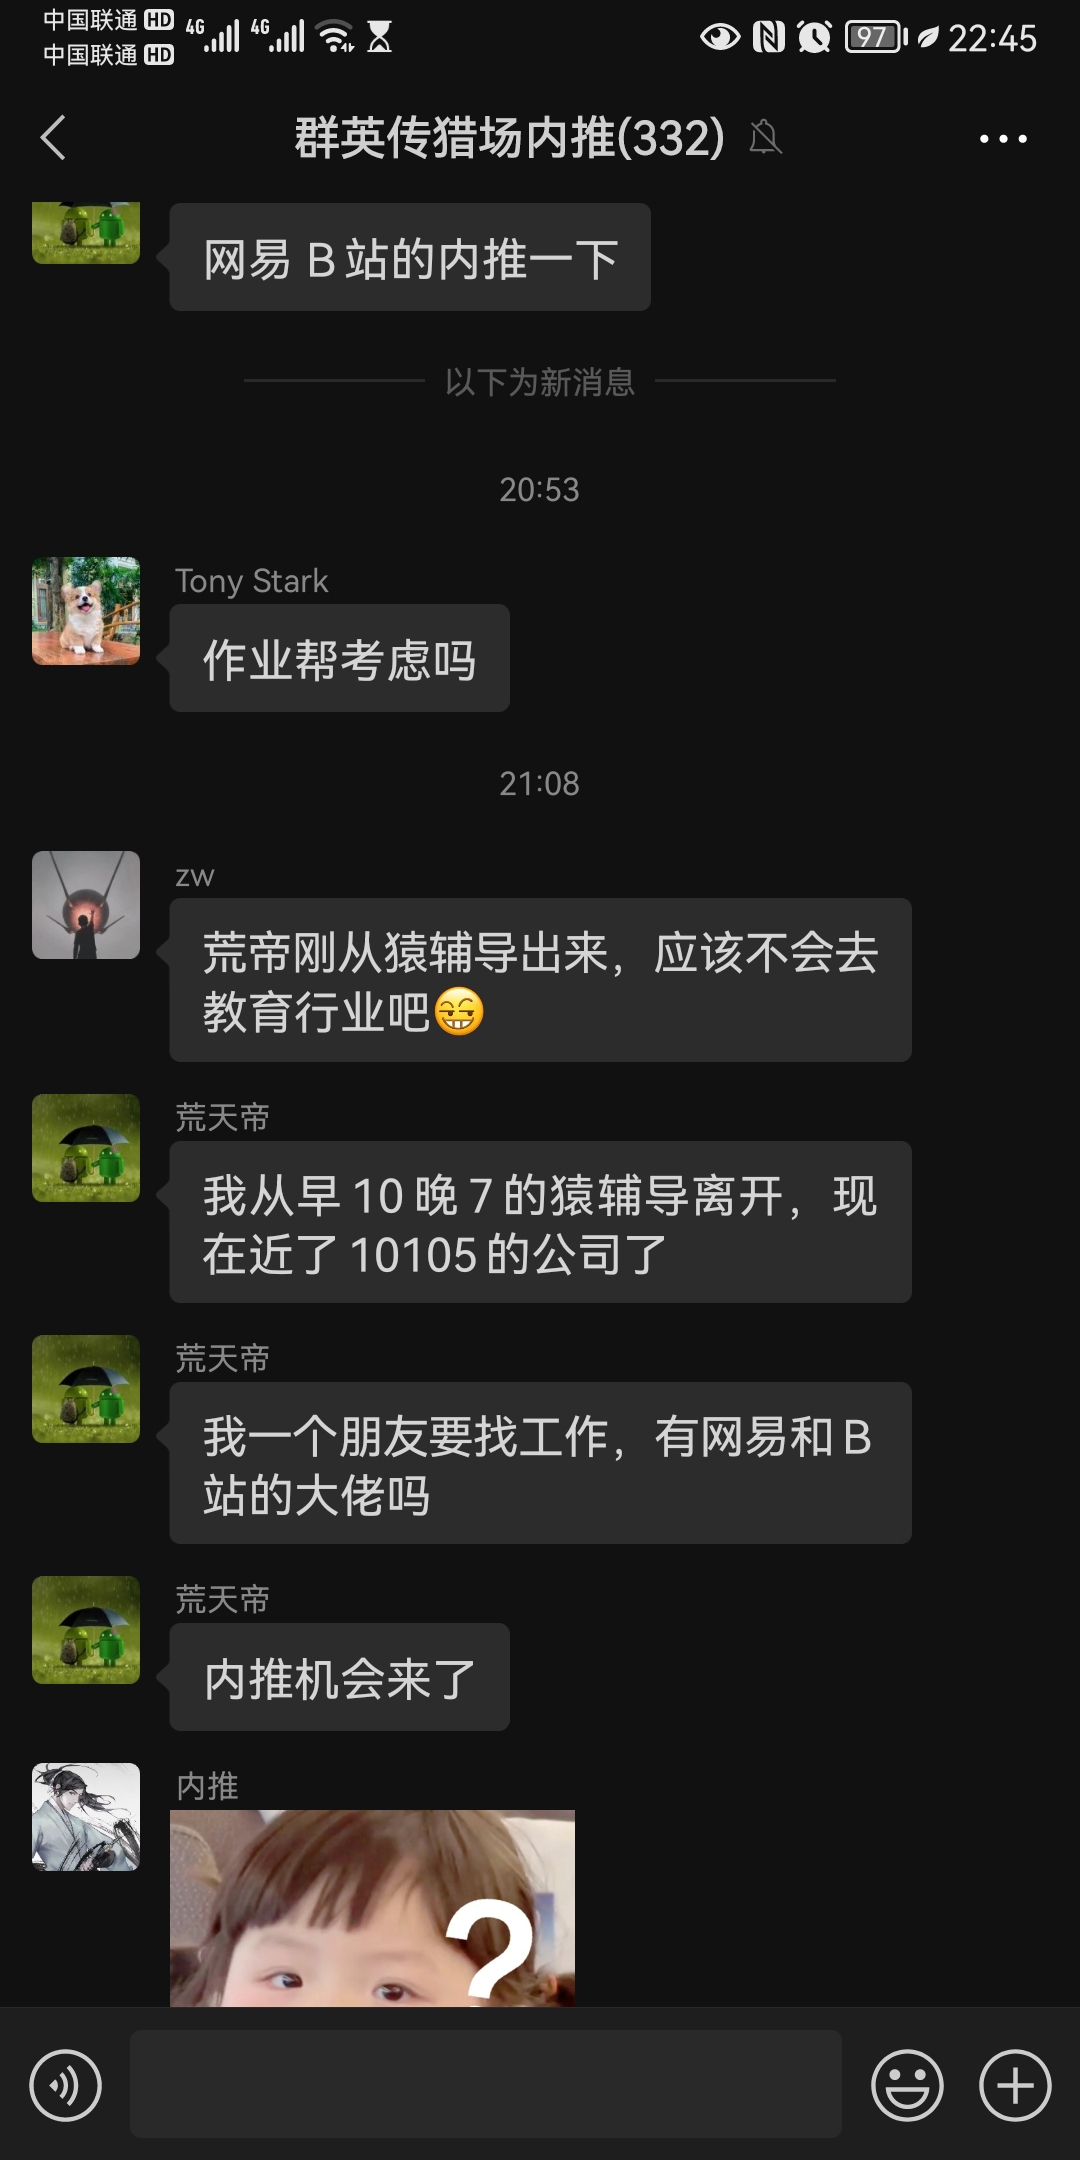 中国联通 HD 4G 4G 97 22:45
中国联通 HD
群英传猎场内推(332)
网易 B 站的内推一下
以下为新消息
20:53
Tony Stark
作业帮考虑吗
21:08
zw
荒帝刚从猿辅导出来，应该不会去
教育行业吧😁
荒天帝
我从早 10 晚 7 的猿辅导离开，现
在近了 10105 的公司了
荒天帝
我一个朋友要找工作，有网易和 B
站的大佬吗
荒天帝
内推机会来了
内推
?